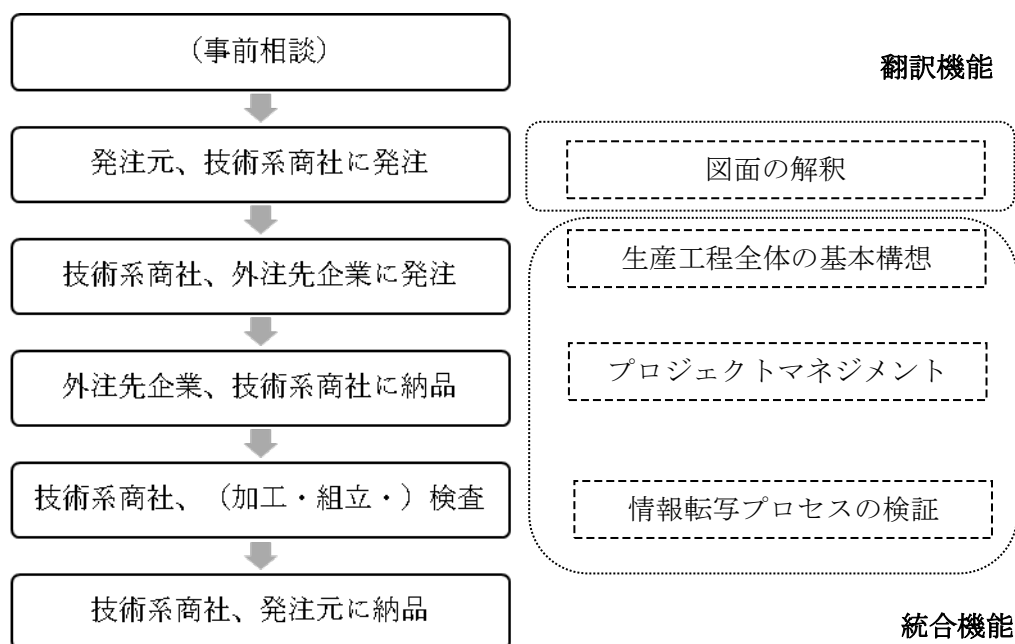 （事前相談）
翻訳機能
発注元、技術系商社に発注
図面の解釈
技術系商社、外注先企業に発注
生産工程全体の基本構想
外注先企業、技術系商社に納品
プロジェクトマネジメント
技術系商社、（加工・組立・）検査
情報転写プロセスの検証
技術系商社、発注元に納品
統合機能